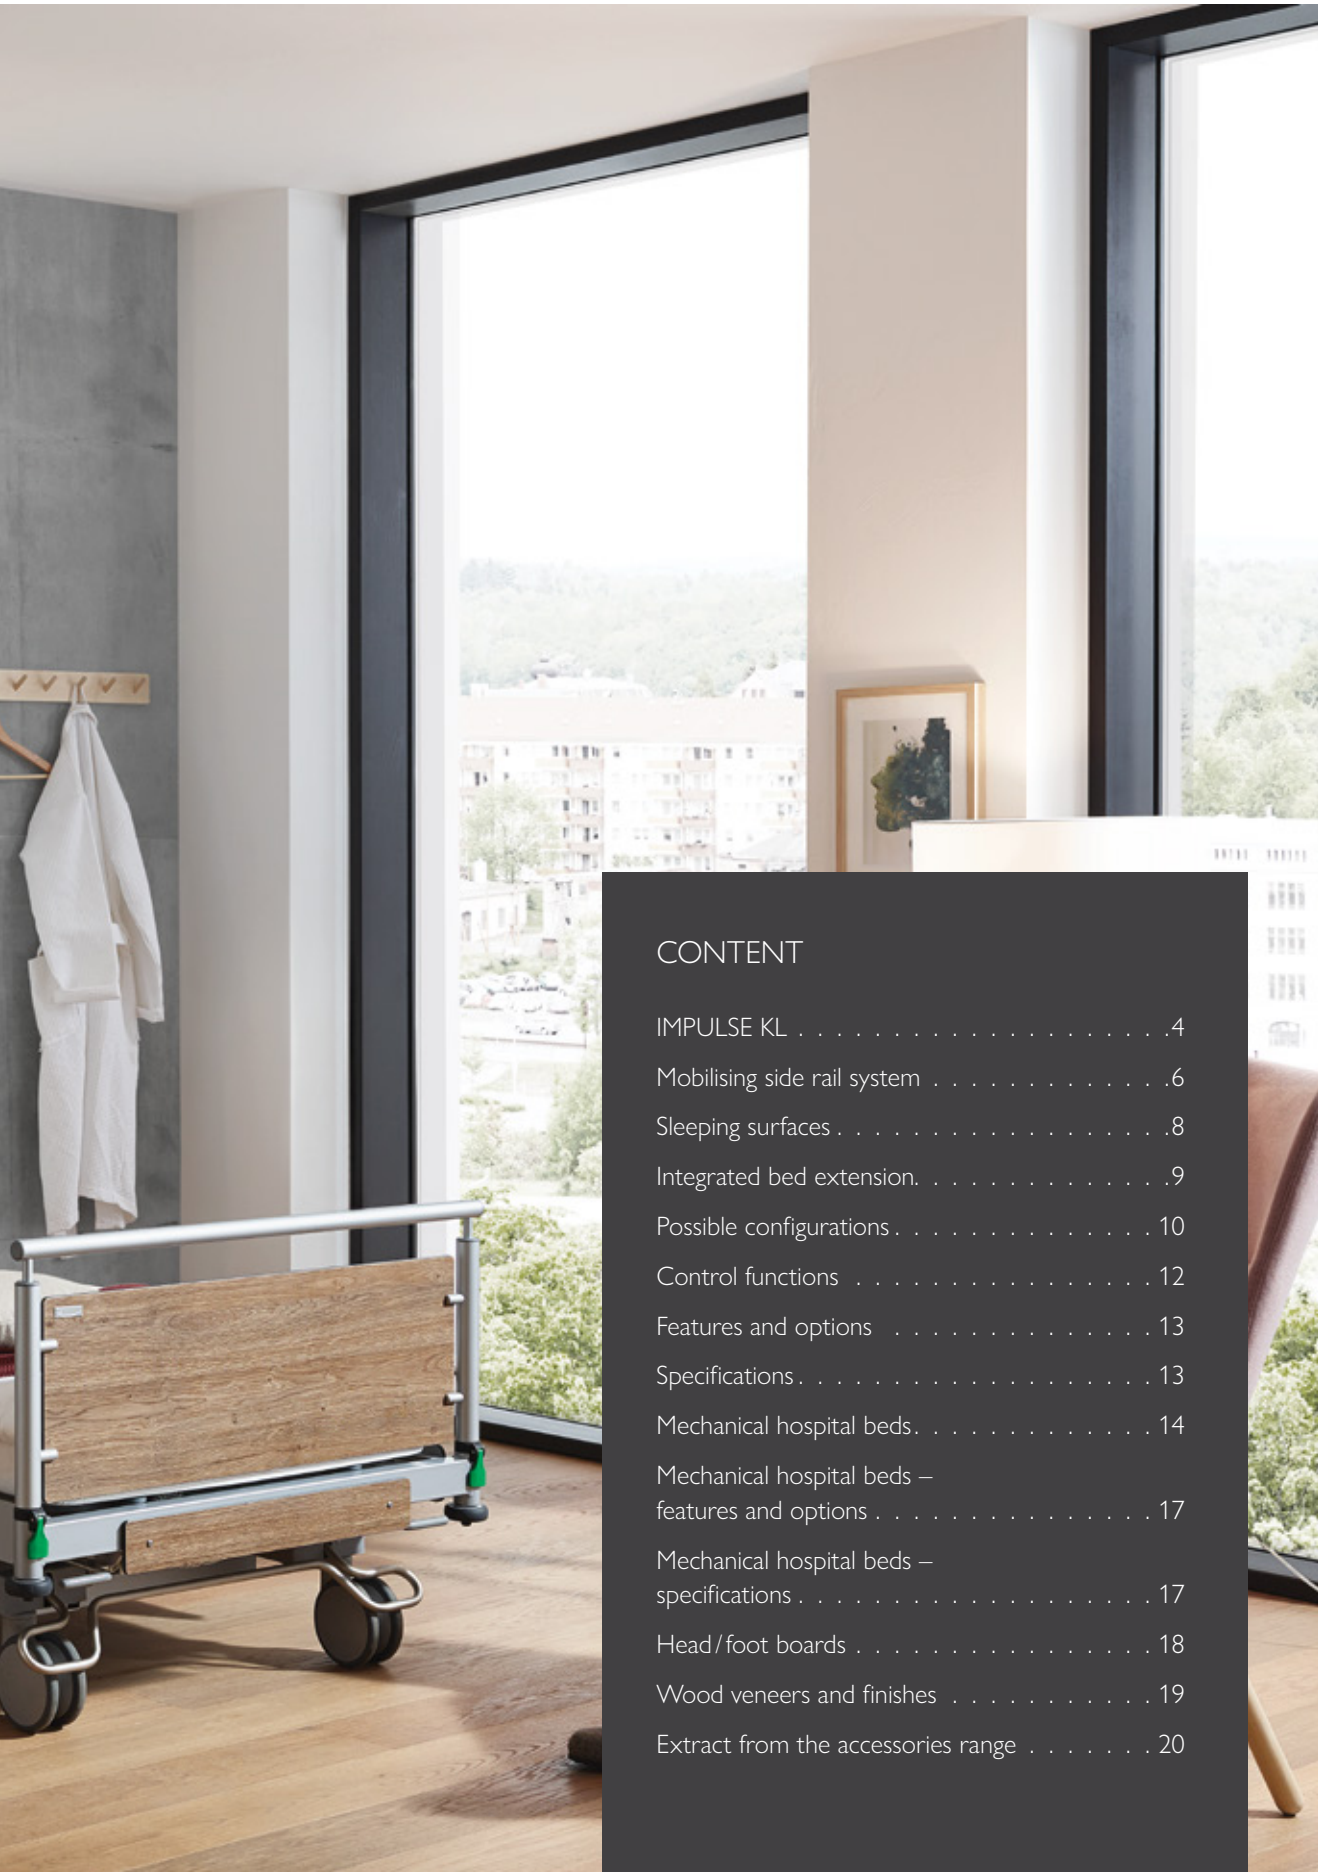 CONTENT
IMPULSE KL . . . . . . . . . . . . . . . . . . . .4
Mobilising side rail system . . . . . . . . . . . . .6
Sleeping surfaces . . . . . . . . . . . . . . . . . .8
Integrated bed extension. . . . . . . . . . . . . .9
Possible configurations . . . . . . . . . . . . . . 10
Control functions . . . . . . . . . . . . . . . . 12
Features and options . . . . . . . . . . . . . . 13
Specifications . . . . . . . . . . . . . . . . . . . 13
Mechanical hospital beds. . . . . . . . . . . . . 14
Mechanical hospital beds –
features and options . . . . . . . . . . . . . . . 17
Mechanical hospital beds –
specifications . . . . . . . . . . . . . . . . . . . 17
Head / foot boards . . . . . . . . . . . . . . . . 18
Wood veneers and finishes . . . . . . . . . . . 19
Extract from the accessories range . . . . . . . 20